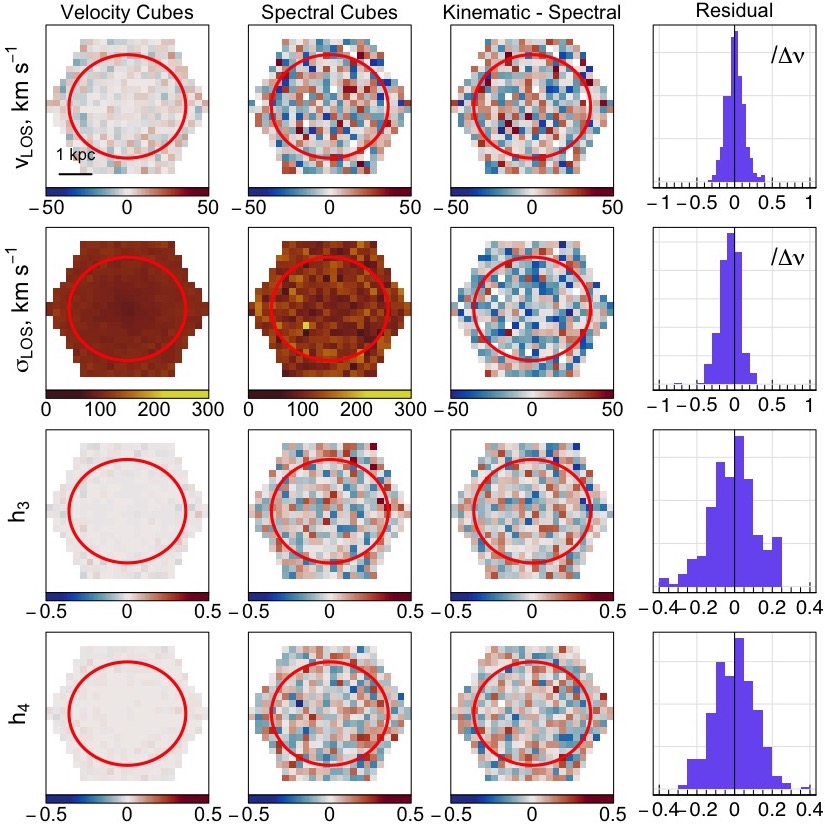 Velocity Cubes Spectral Cubes Kinematic - Spectral Residual
vLOS, km s−1
1 kpc
/Δν
−50 0 50 −50 0 50 −50 0 50 −1 −0.5 0 0.5 1
σLOS, km s−1
/Δν
0 100 200 300 0 100 200 300 −50 0 50 −1 −0.5 0 0.5 1
h3
−0.5 0 0.5 −0.5 0 0.5 −0.5 0 0.5 −0.4 −0.2 0 0.2 0.4
h4
−0.5 0 0.5 −0.5 0 0.5 −0.5 0 0.5 −0.4 −0.2 0 0.2 0.4